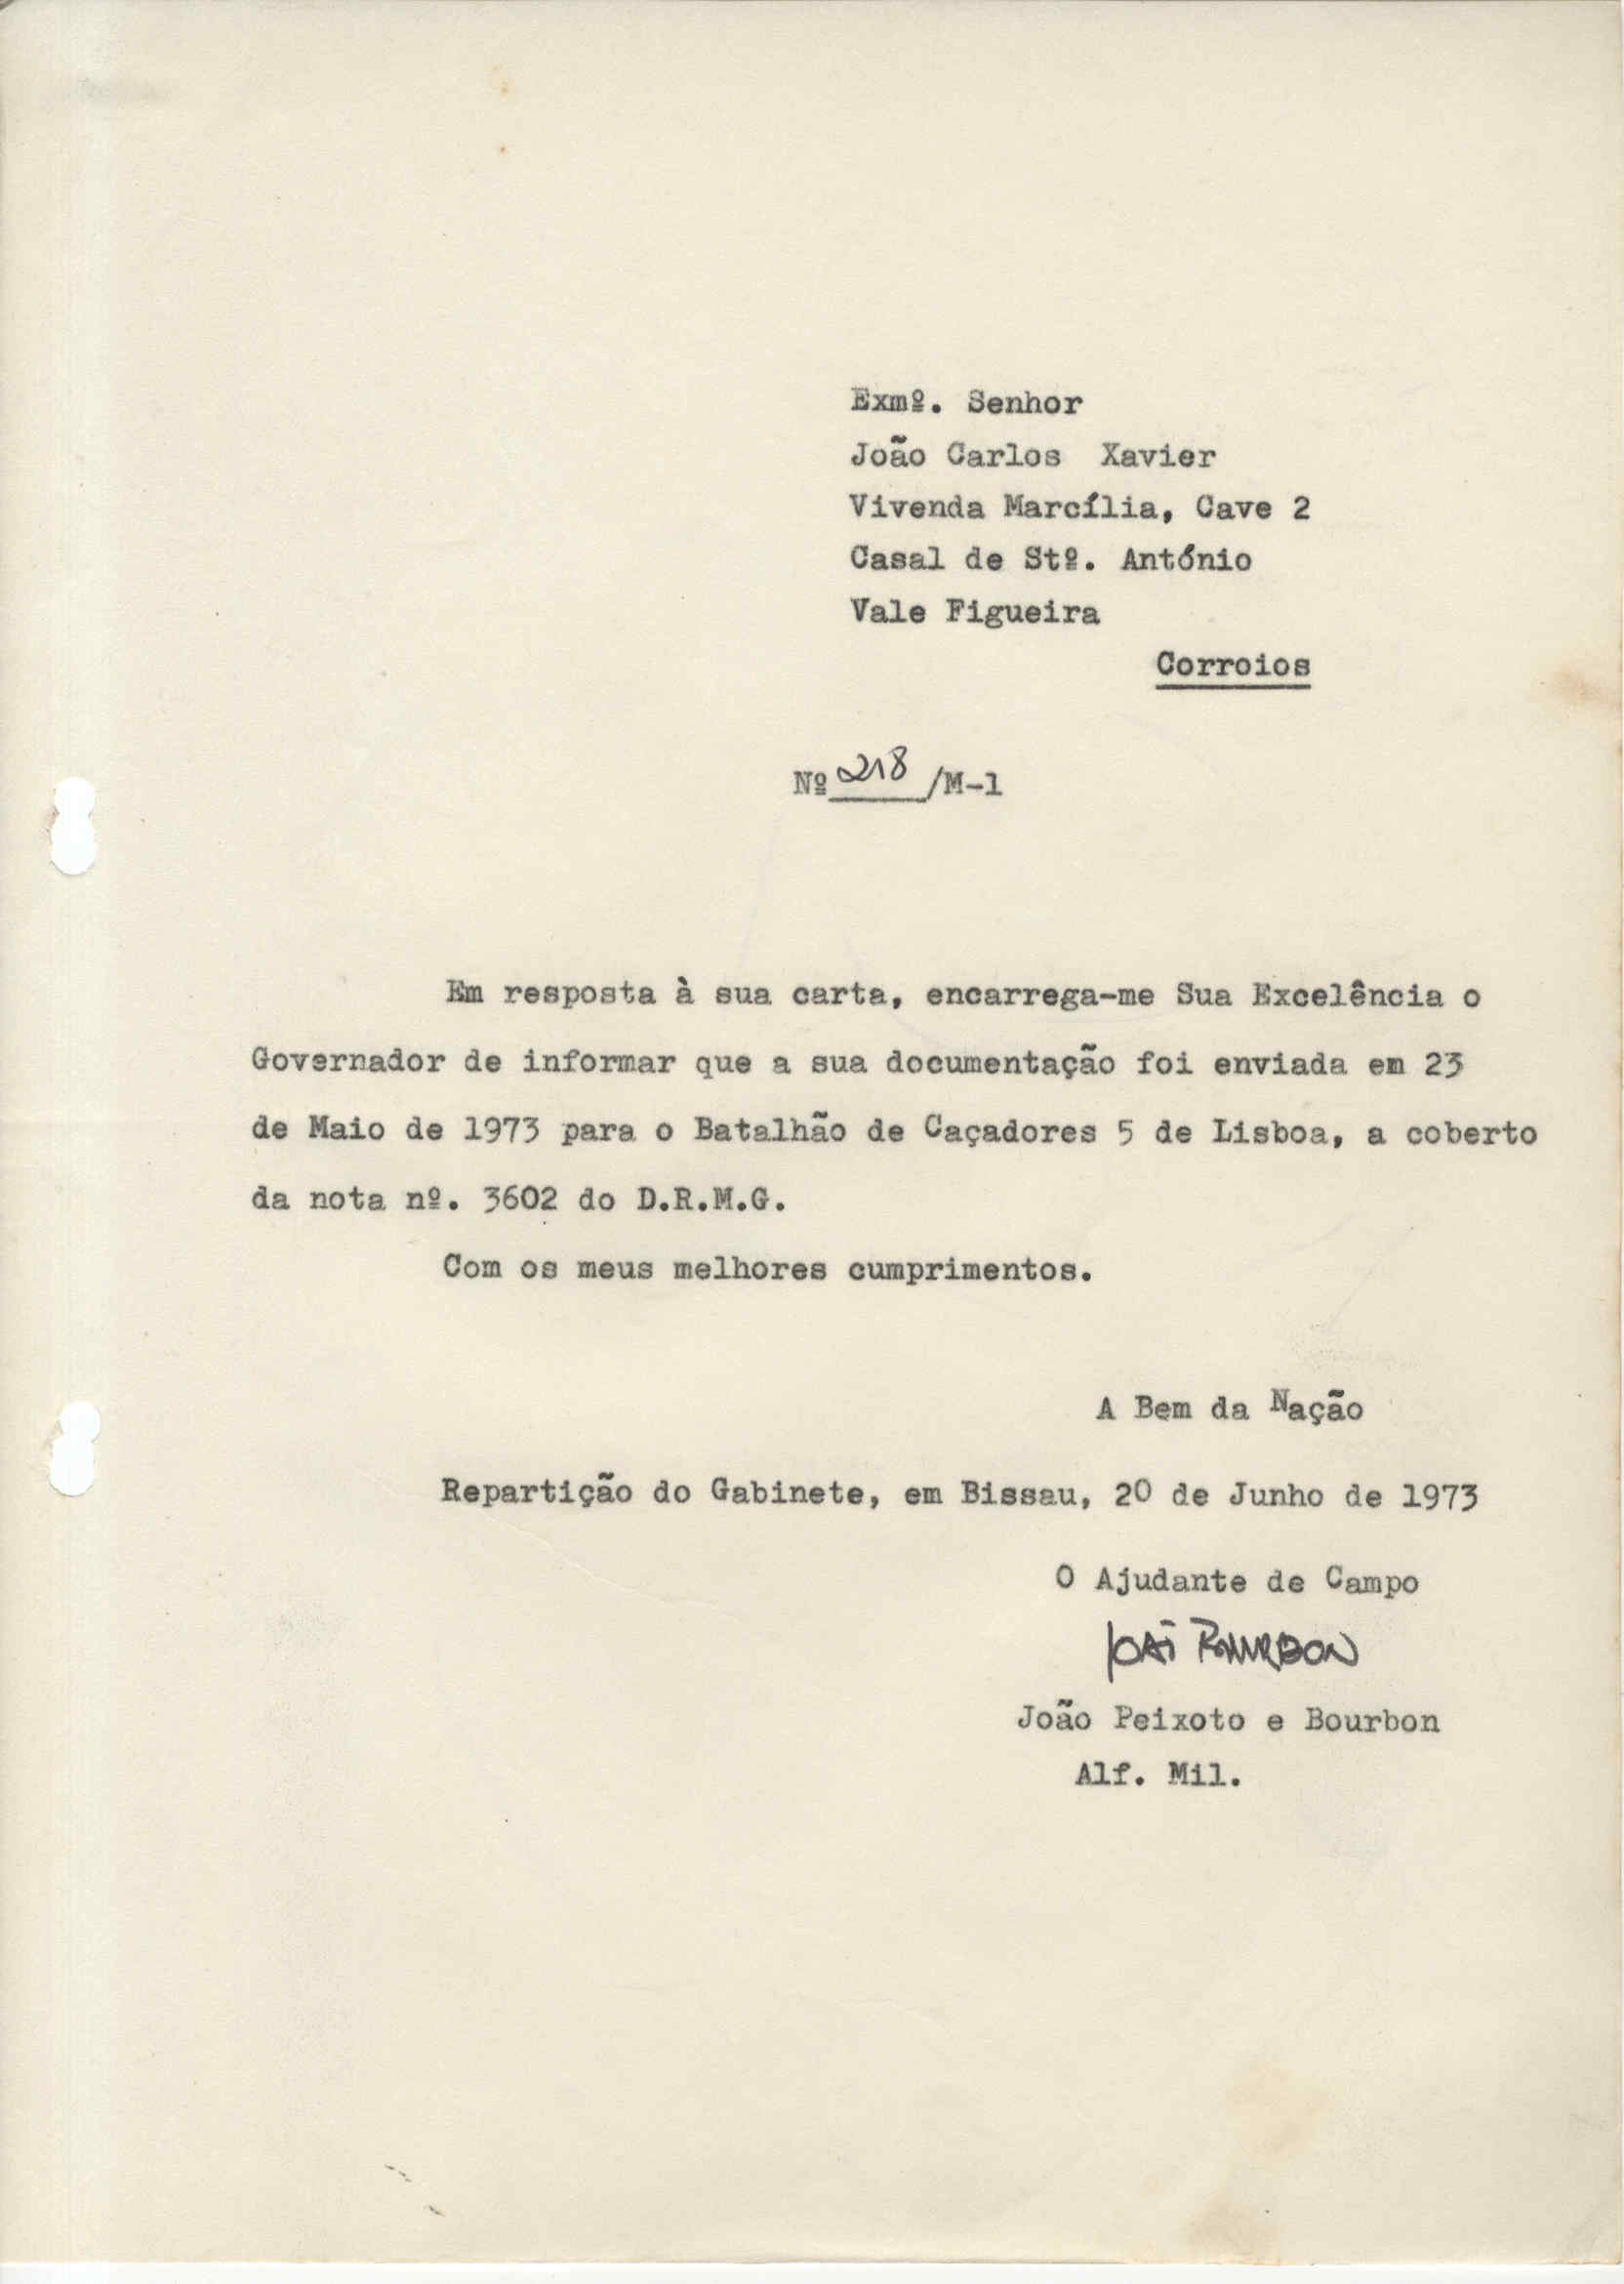 Exmº. Senhor
João Carlos Xavier
Vivenda Marcília, Cave 2
Casal de Stº. António
Vale Figueira
Corroios
Nº 218 /M-1
Em resposta à sua carta, encarrega-me Sua Excelência o
Governador de informar que a sua documentação foi enviada em 23
de Maio de 1973 para o Batalhão de Caçadores 5 de Lisboa, a coberto
da nota nº. 3602 do D.R.M.G.
Com os meus melhores cumprimentos.
A Bem da Nação
Repartição do Gabinete, em Bissau, 20 de Junho de 1973
O Ajudante de Campo
João Bourbon
João Peixoto e Bourbon
Alf. Mil.